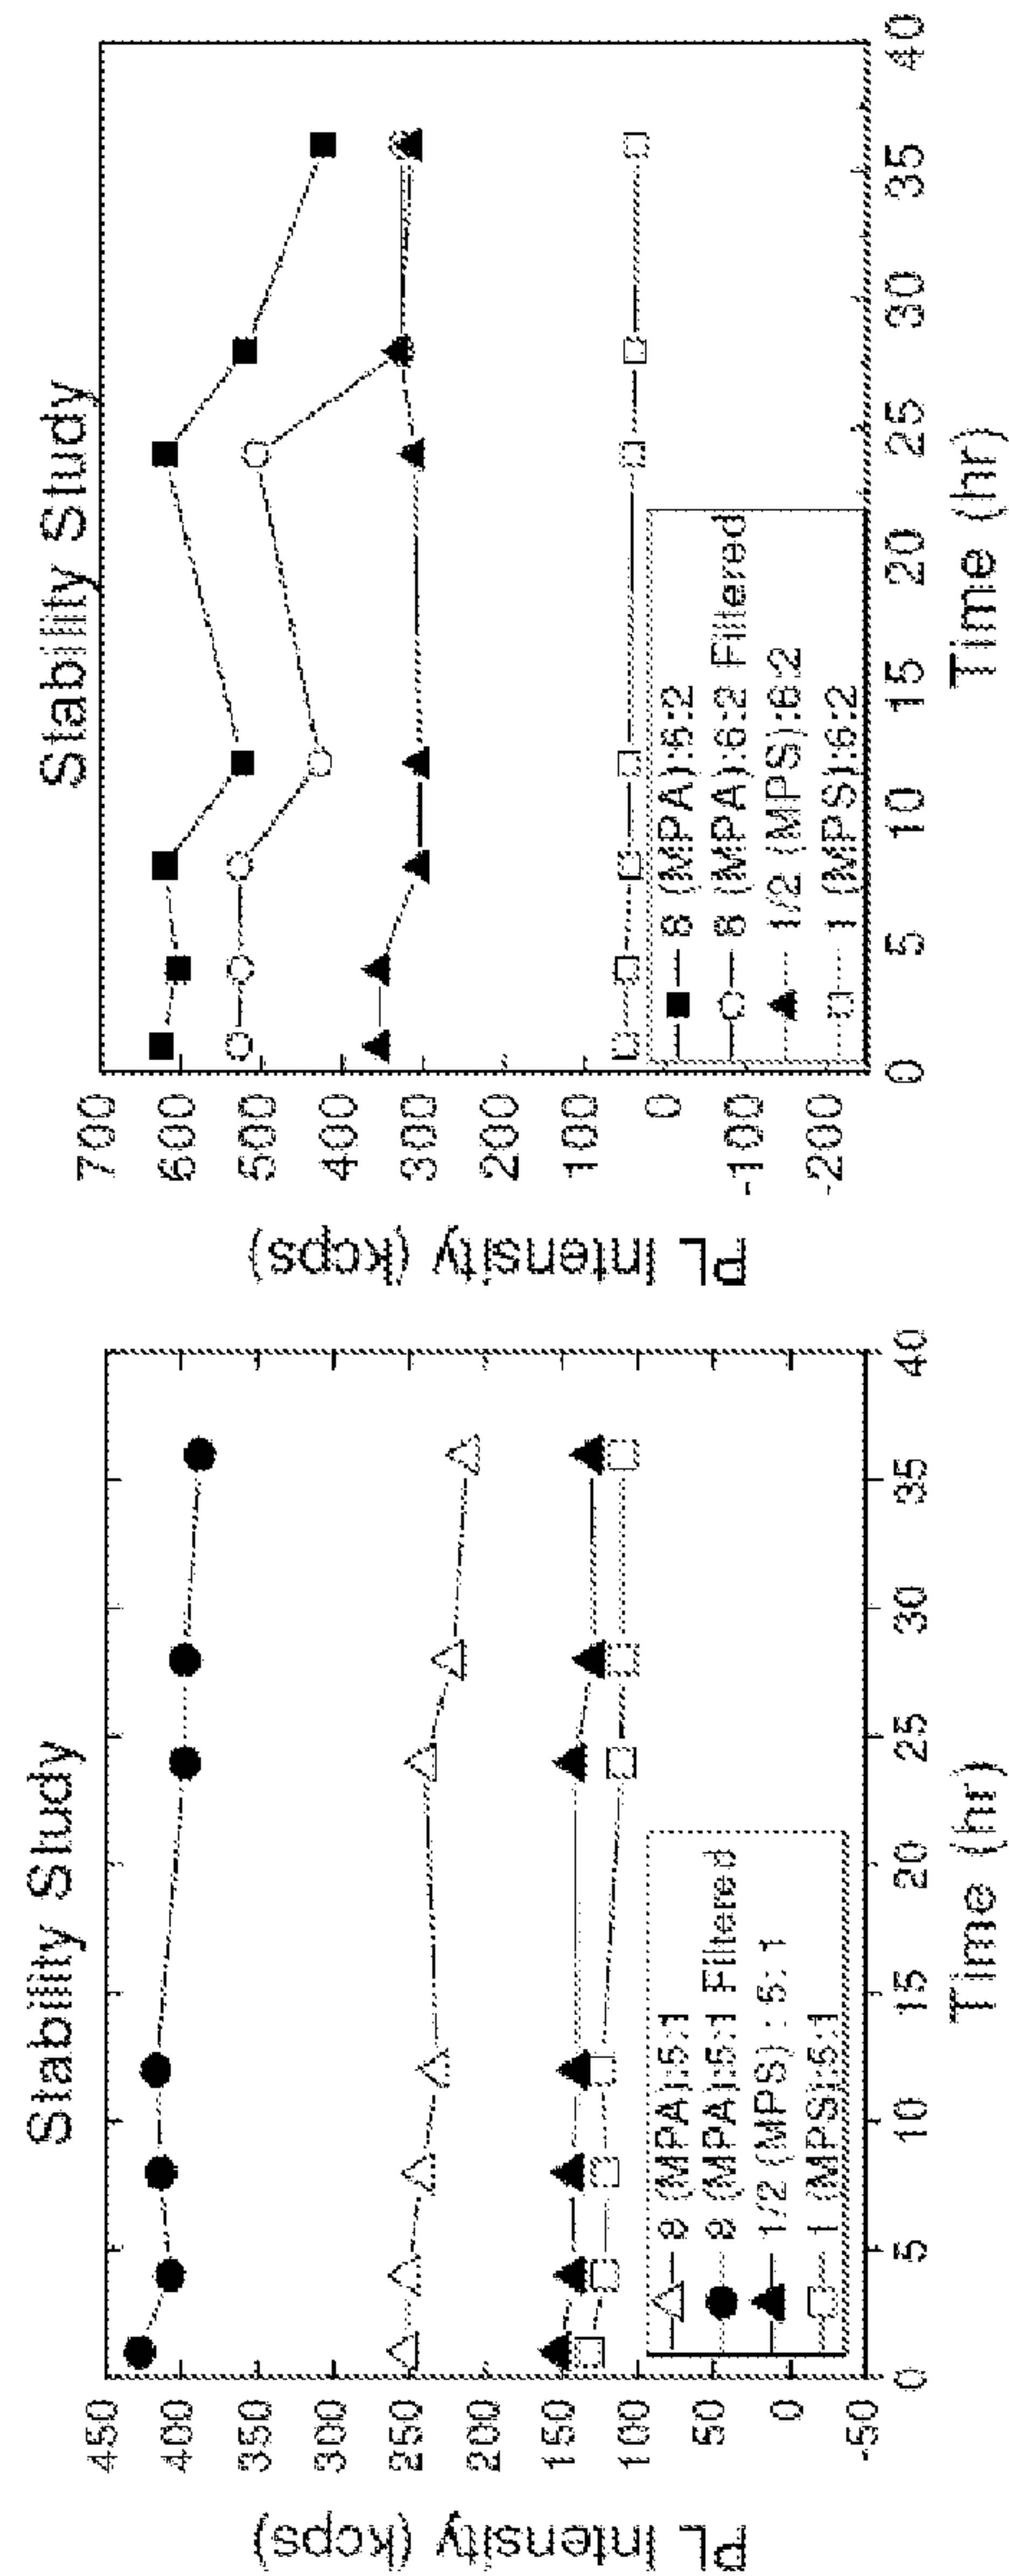 Stability Study
PL Intensity (kcps)
450
400
350
300
250
200
150
100
50
0
-50
8 (MPA):5:1
8 (MPA):5:1 Filtered
1/2 (MPS) : 5: 1
1 (MPS):5:1
0
5
10
15
20
25
30
35
40
Time (hr)
Stability Study
PL Intensity (kcps)
700
600
500
400
300
200
100
0
-100
-200
8 (MPA):6:2
8 (MPA):6:2 Filtered
1/2 (MPS):6:2
1 (MPS):6:2
0
5
10
15
20
25
30
35
40
Time (hr)